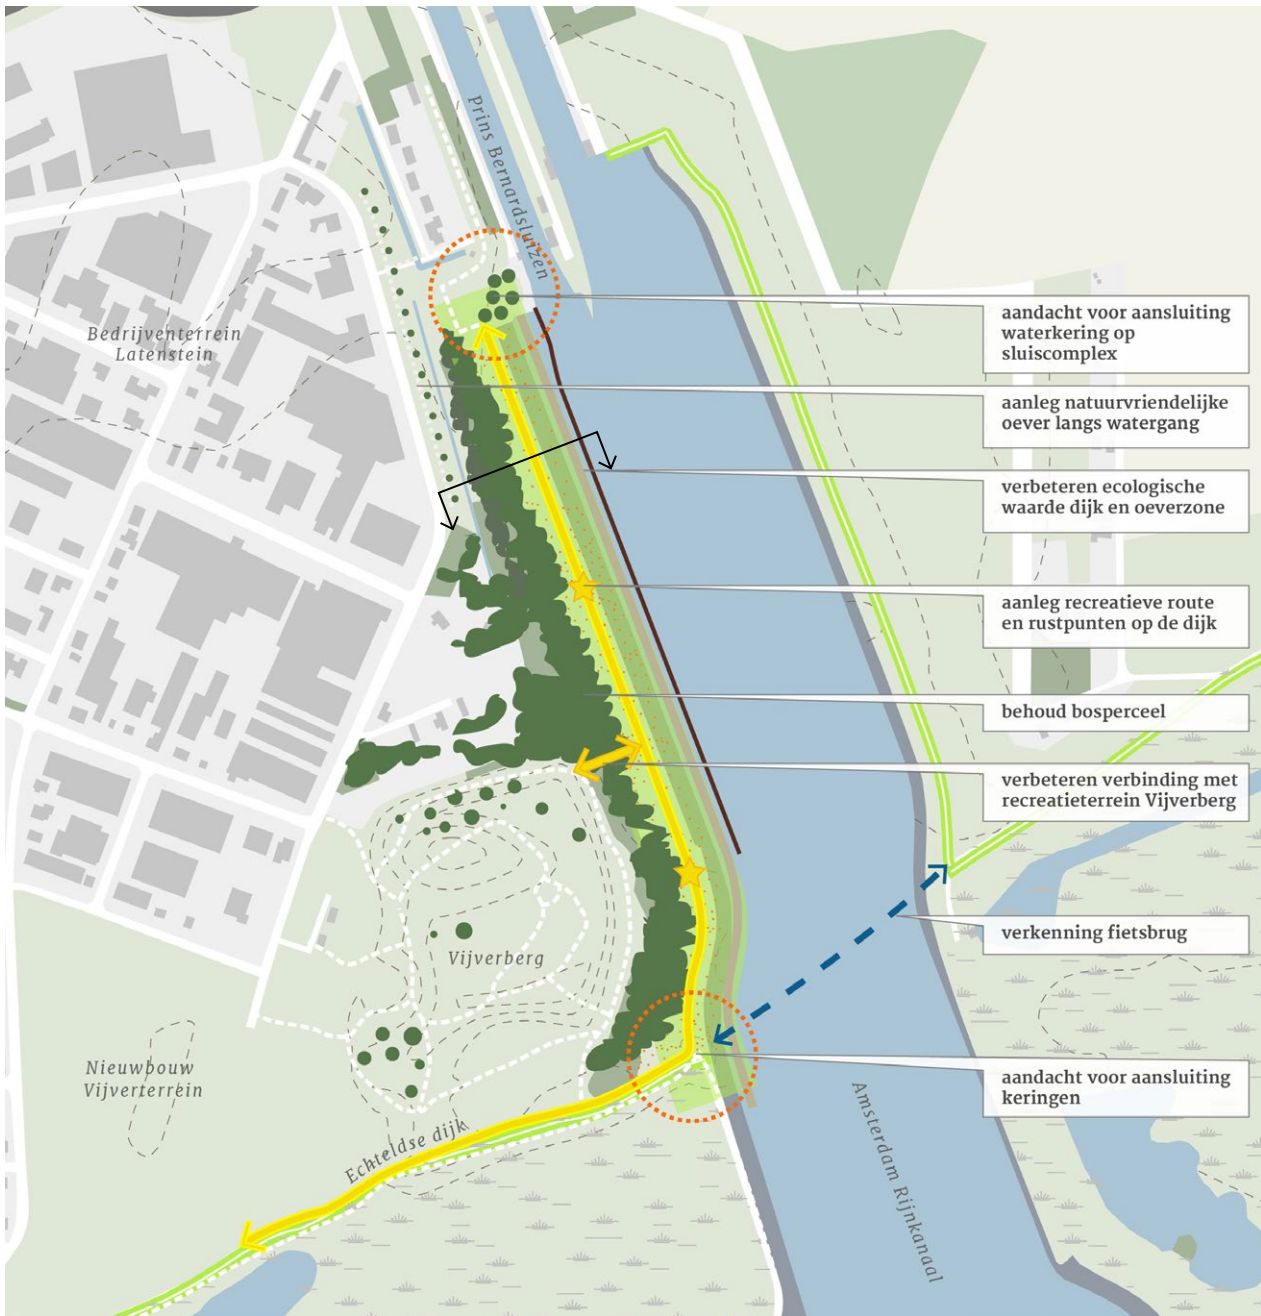 Prins Bernardsluizen
aandacht voor aansluiting
waterkering op
sluiscomplex
Bedrijventerrein
Latenstein
aanleg natuurvriendelijke
oever langs watergang
verbeteren ecologische
waarde dijk en oeverzone
aanleg recreatieve route
en rustpunten op de dijk
behoud bosperceel
verbeteren verbinding met
recreatieterrein Vijverberg
verkenning fietsbrug
Vijverberg
Nieuwbouw
Vijverterrein
aandacht voor aansluiting
keringen
Echteldse dijk
Amsterdam Rijnkanaal